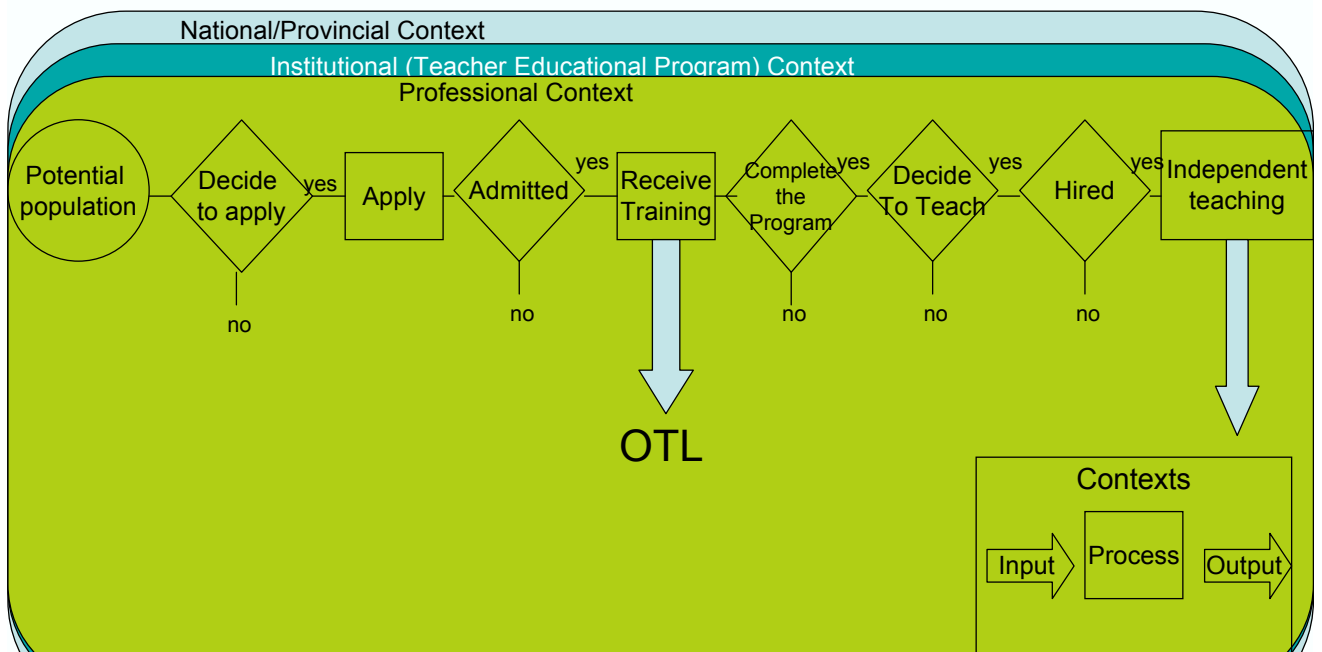 National/Provincial Context
Institutional (Teacher Educational Program) Context
Professional Context
Potential
population
Decide
to apply
yes
no
Apply
Admitted
yes
no
Receive
Training
OTL
Complete
the
Program
yes
no
Decide
To Teach
yes
no
Hired
yes
no
Independent
teaching
Contexts
Input
Process
Output